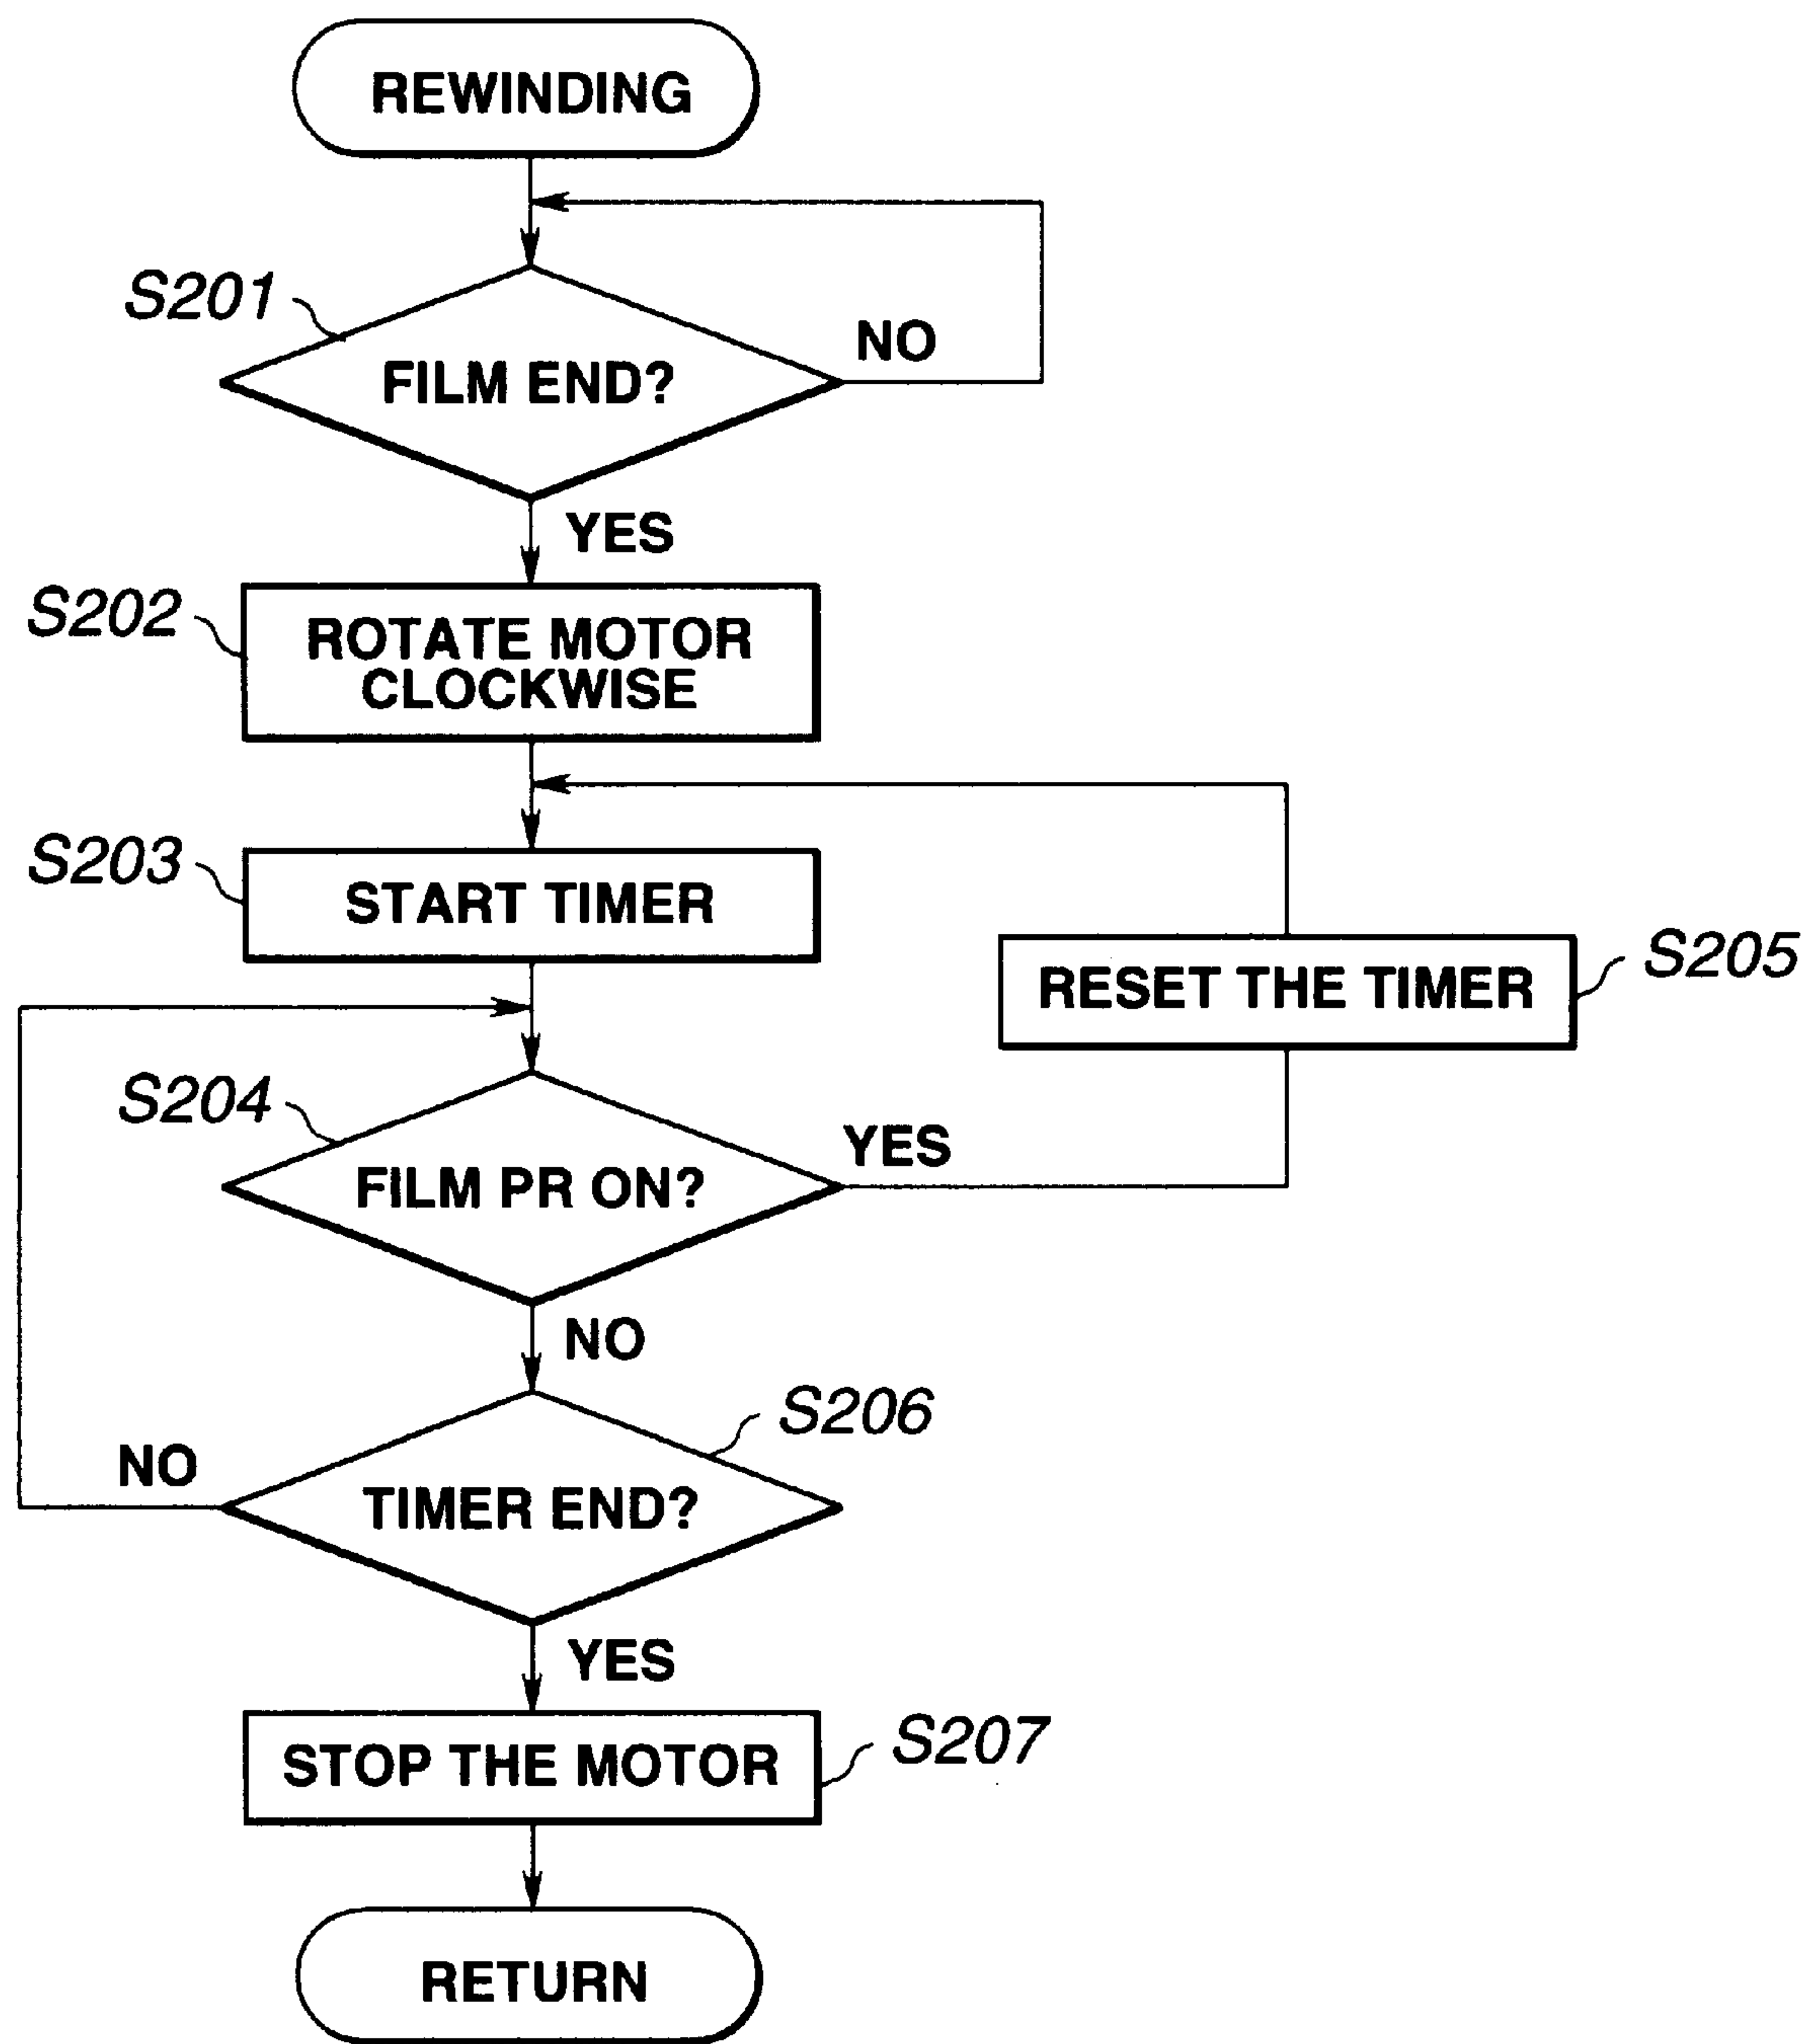 REWINDING
S201
FILM END?
NO
YES
S202
ROTATE MOTOR
CLOCKWISE
S203
START TIMER
RESET THE TIMER
S205
S204
FILM PR ON?
YES
NO
S206
NO
TIMER END?
YES
STOP THE MOTOR
S207
RETURN